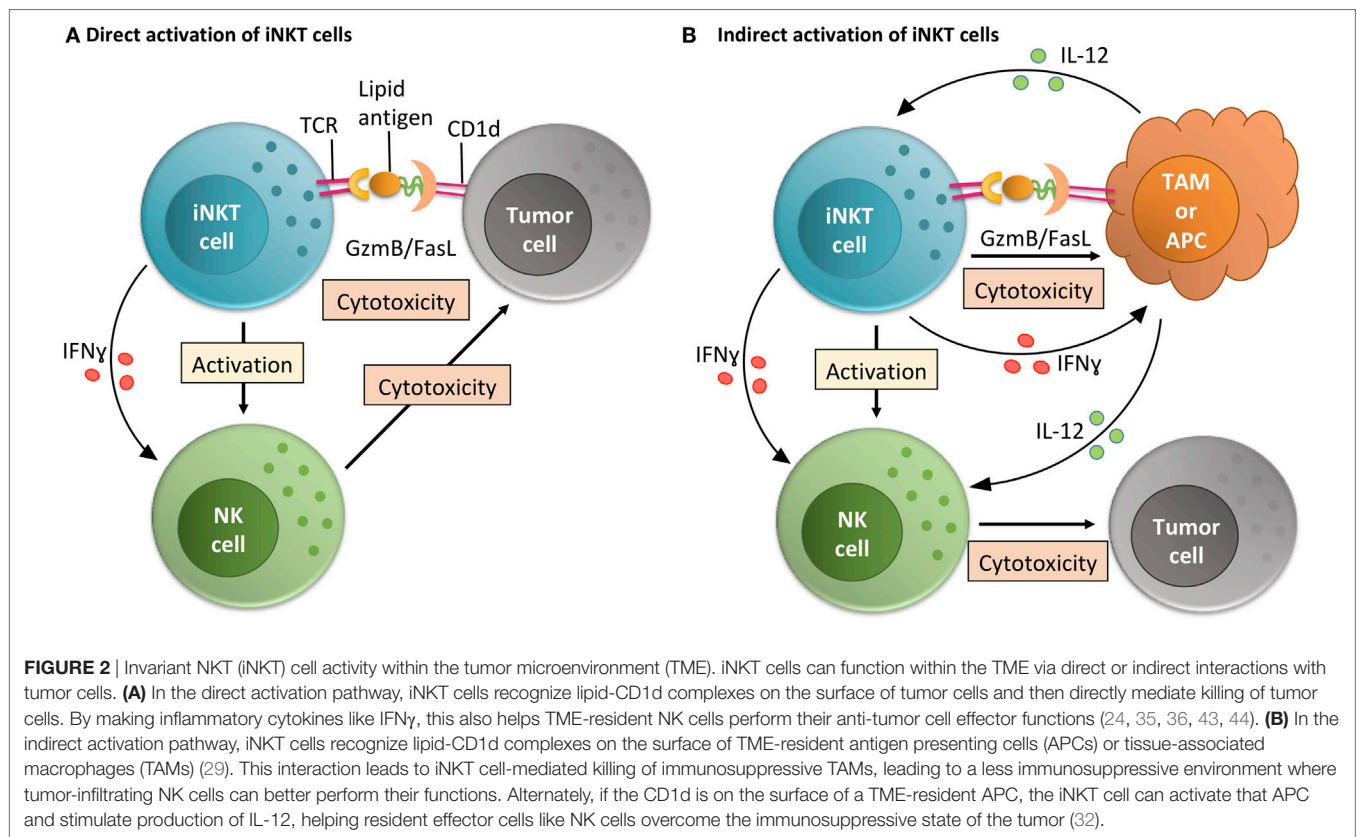 A Direct activation of iNKT cells
Lipid
antigen
TCR
CD1d
iNKT
cell
Tumor
cell
GzmB/FasL
Cytotoxicity
IFNɣ
Activation
Cytotoxicity
NK
cell
B Indirect activation of iNKT cells
IL-12
iNKT
cell
TAM
or
APC
GzmB/FasL
Cytotoxicity
IFNɣ
Activation
IFNɣ
IL-12
NK
cell
Cytotoxicity
Tumor
cell
FIGURE 2 | Invariant NKT (iNKT) cell activity within the tumor microenvironment (TME). iNKT cells can function within the TME via direct or indirect interactions with
tumor cells. (A) In the direct activation pathway, iNKT cells recognize lipid-CD1d complexes on the surface of tumor cells and then directly mediate killing of tumor
cells. By making inflammatory cytokines like IFNγ, this also helps TME-resident NK cells perform their anti-tumor cell effector functions (24, 35, 36, 43, 44). (B) In the
indirect activation pathway, iNKT cells recognize lipid-CD1d complexes on the surface of TME-resident antigen presenting cells (APCs) or tissue-associated
macrophages (TAMs) (29). This interaction leads to iNKT cell-mediated killing of immunosuppressive TAMs, leading to a less immunosuppressive environment where
tumor-infiltrating NK cells can better perform their functions. Alternately, if the CD1d is on the surface of a TME-resident APC, the iNKT cell can activate that APC
and stimulate production of IL-12, helping resident effector cells like NK cells overcome the immunosuppressive state of the tumor (32).